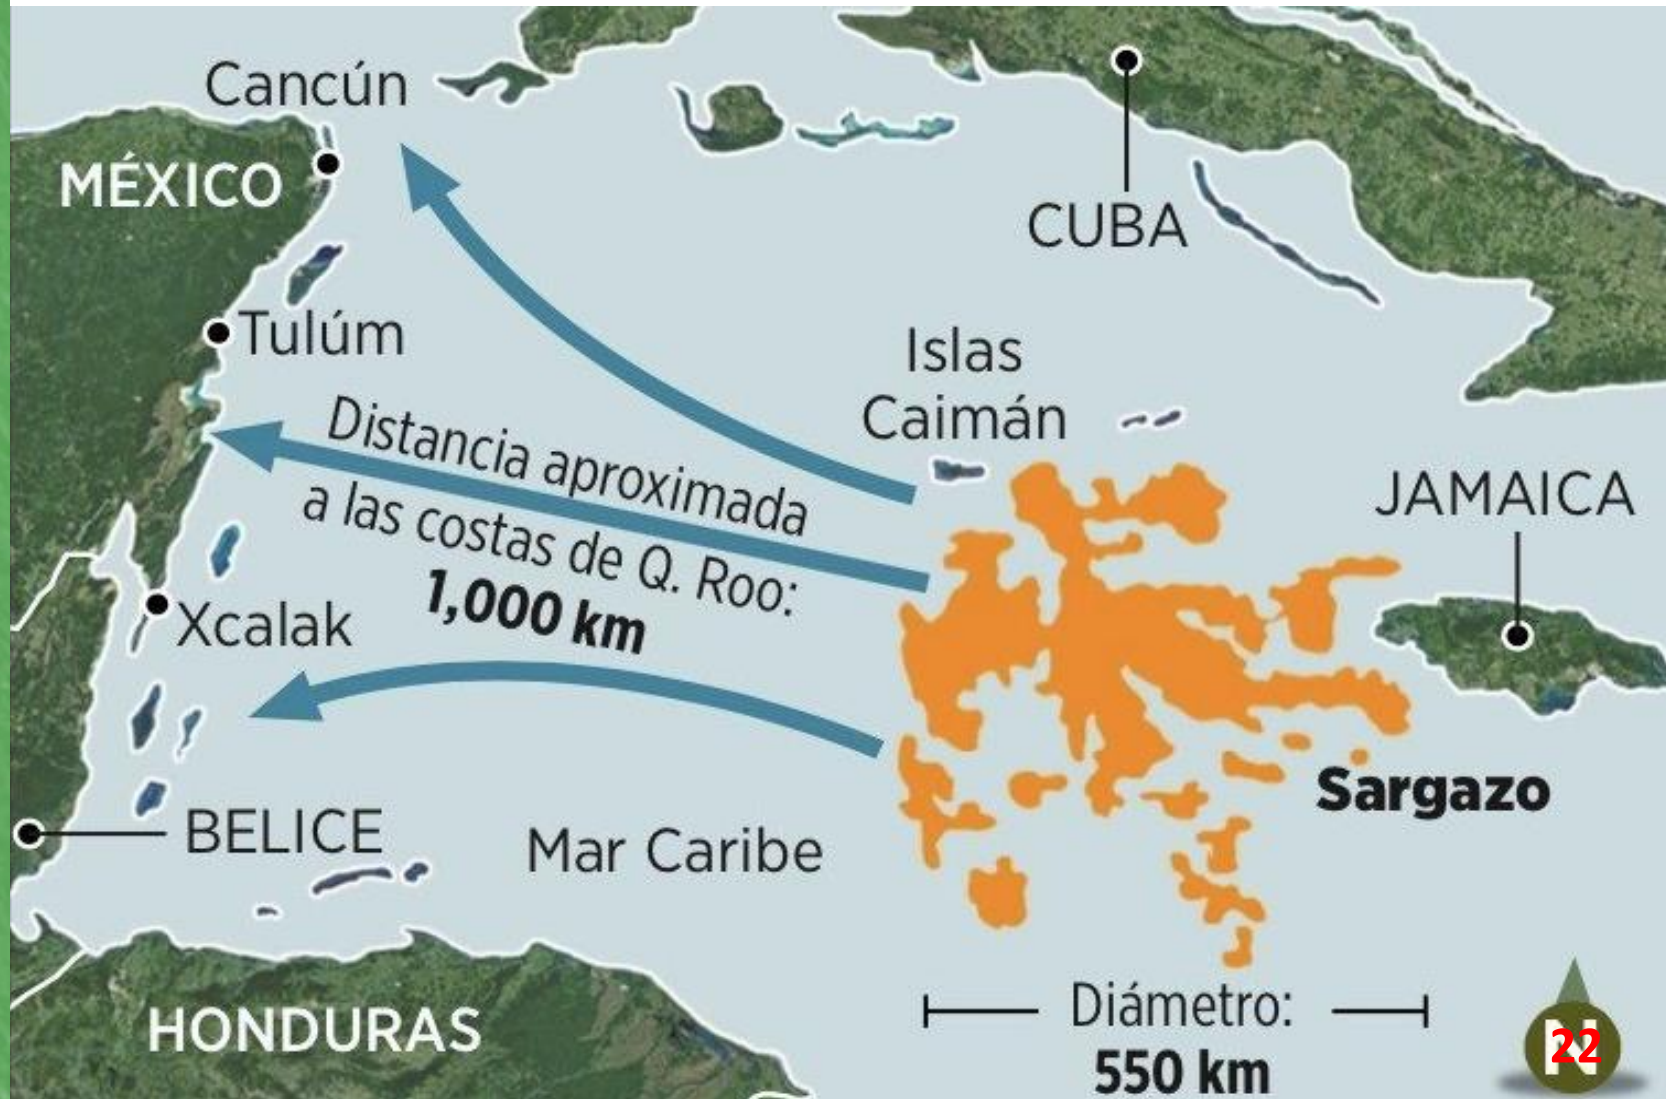 Cancún
MÉXICO
CUBA
Tulúm
Islas
Caimán
Distancia aproximada
a las costas de Q. Roo:
1,000 km
JAMAICA
Xcalak
Sargazo
BELICE
Mar Caribe
HONDURAS
Diámetro:
550 km
N
22